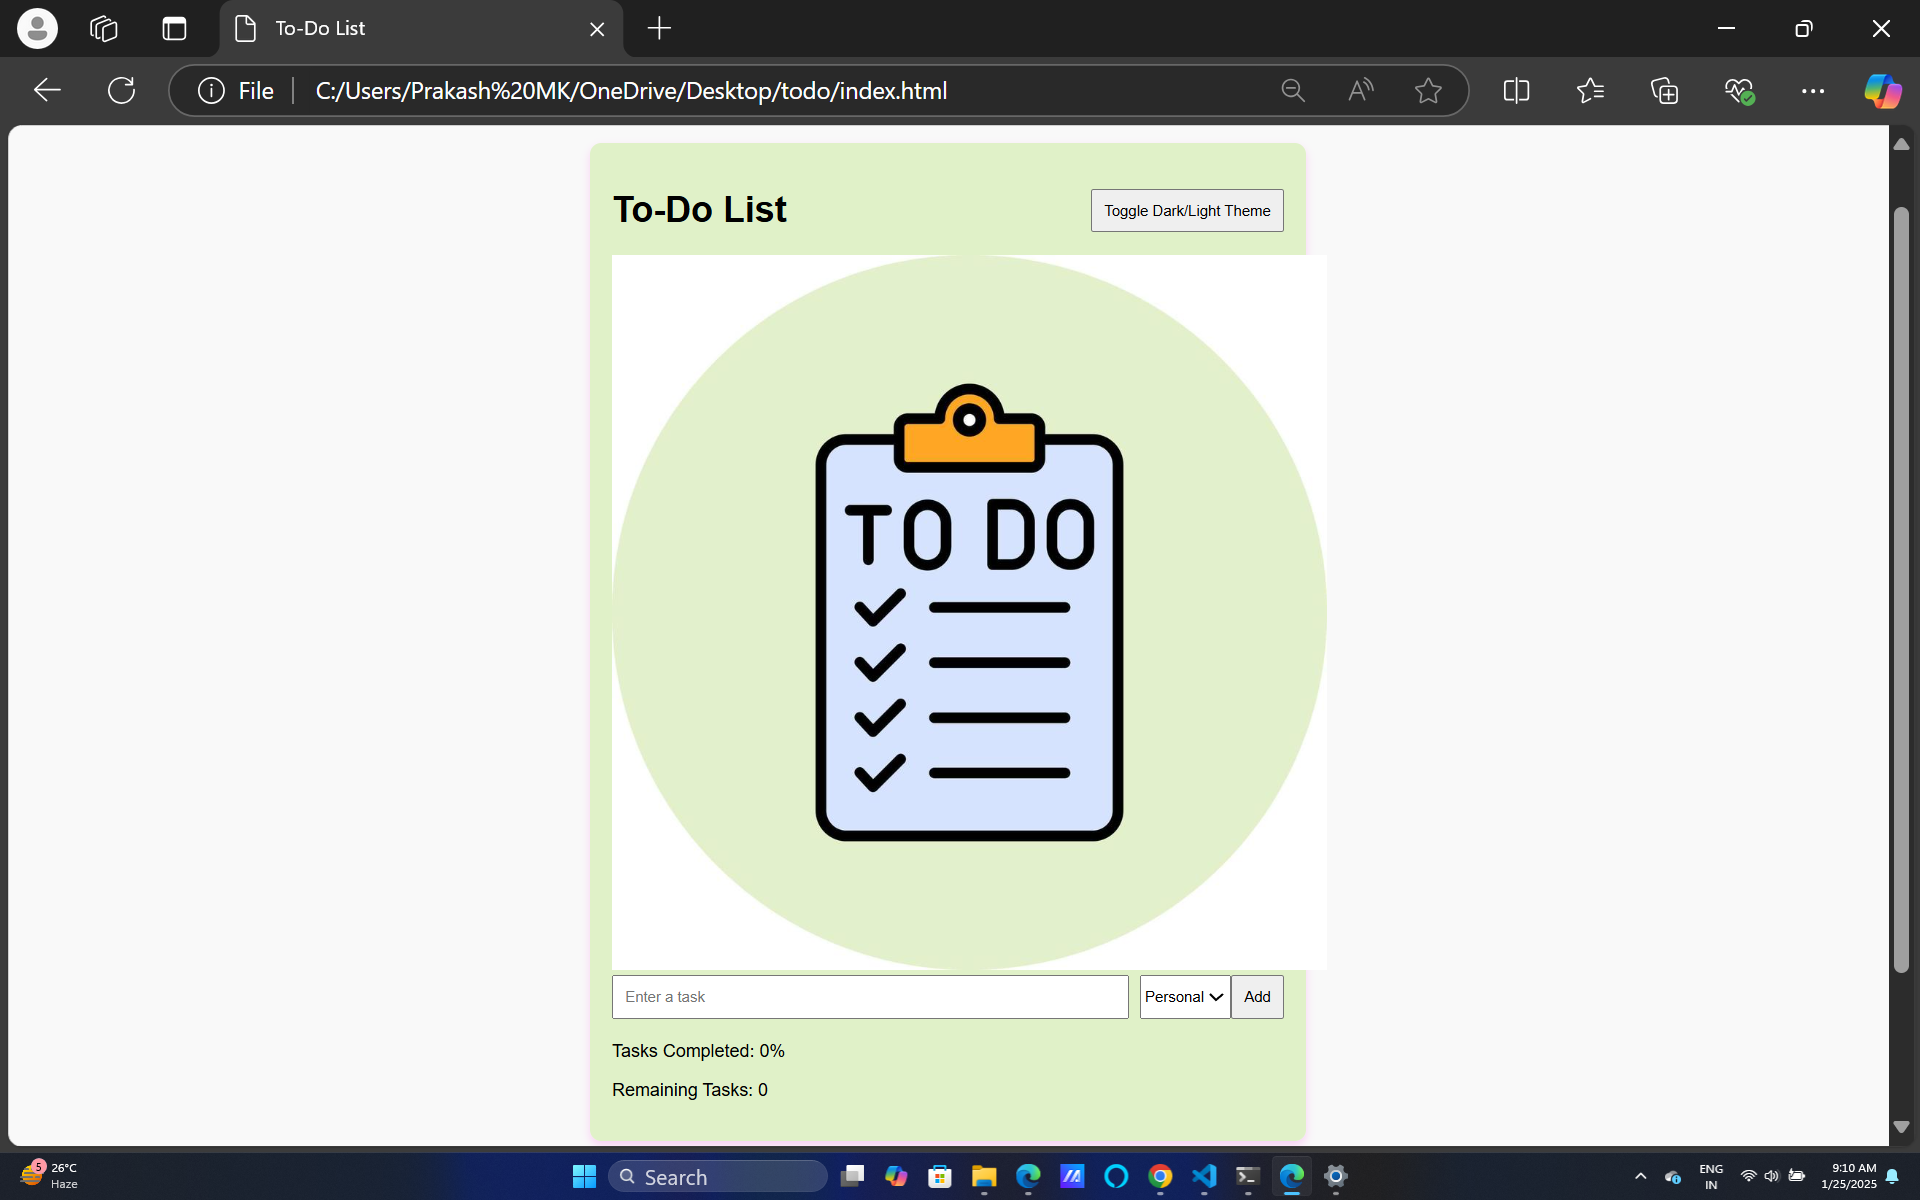 To-Do List
File
C:/Users/Prakash%20MK/OneDrive/Desktop/todo/index.html
To-Do List
Toggle Dark/Light Theme
TO DO
Enter a task
Personal
Add
Tasks Completed: 0%
Remaining Tasks: 0
5
26°C
Haze
Search
ENG
IN
9:10 AM
1/25/2025